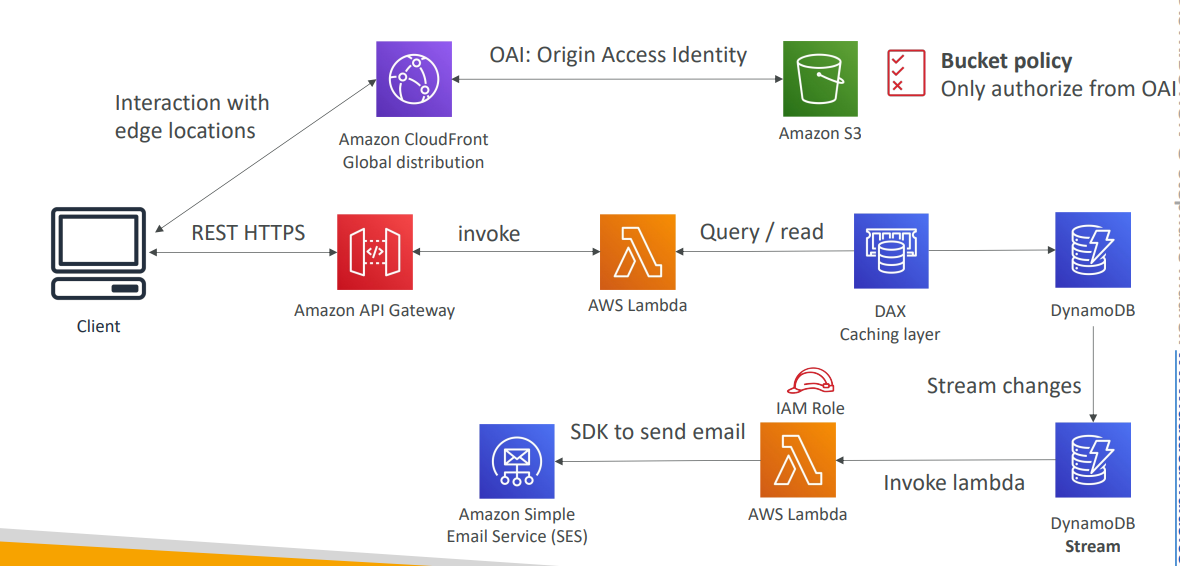 OAI: Origin Access Identity
Bucket policy
Only authorize from OAI
Interaction with
edge locations
Amazon CloudFront
Global distribution
Amazon S3
REST HTTPS
invoke
Query / read
Client
Amazon API Gateway
AWS Lambda
DAX
Caching layer
DynamoDB
Stream changes
IAM Role
SDK to send email
Invoke lambda
Amazon Simple
Email Service (SES)
AWS Lambda
DynamoDB
Stream